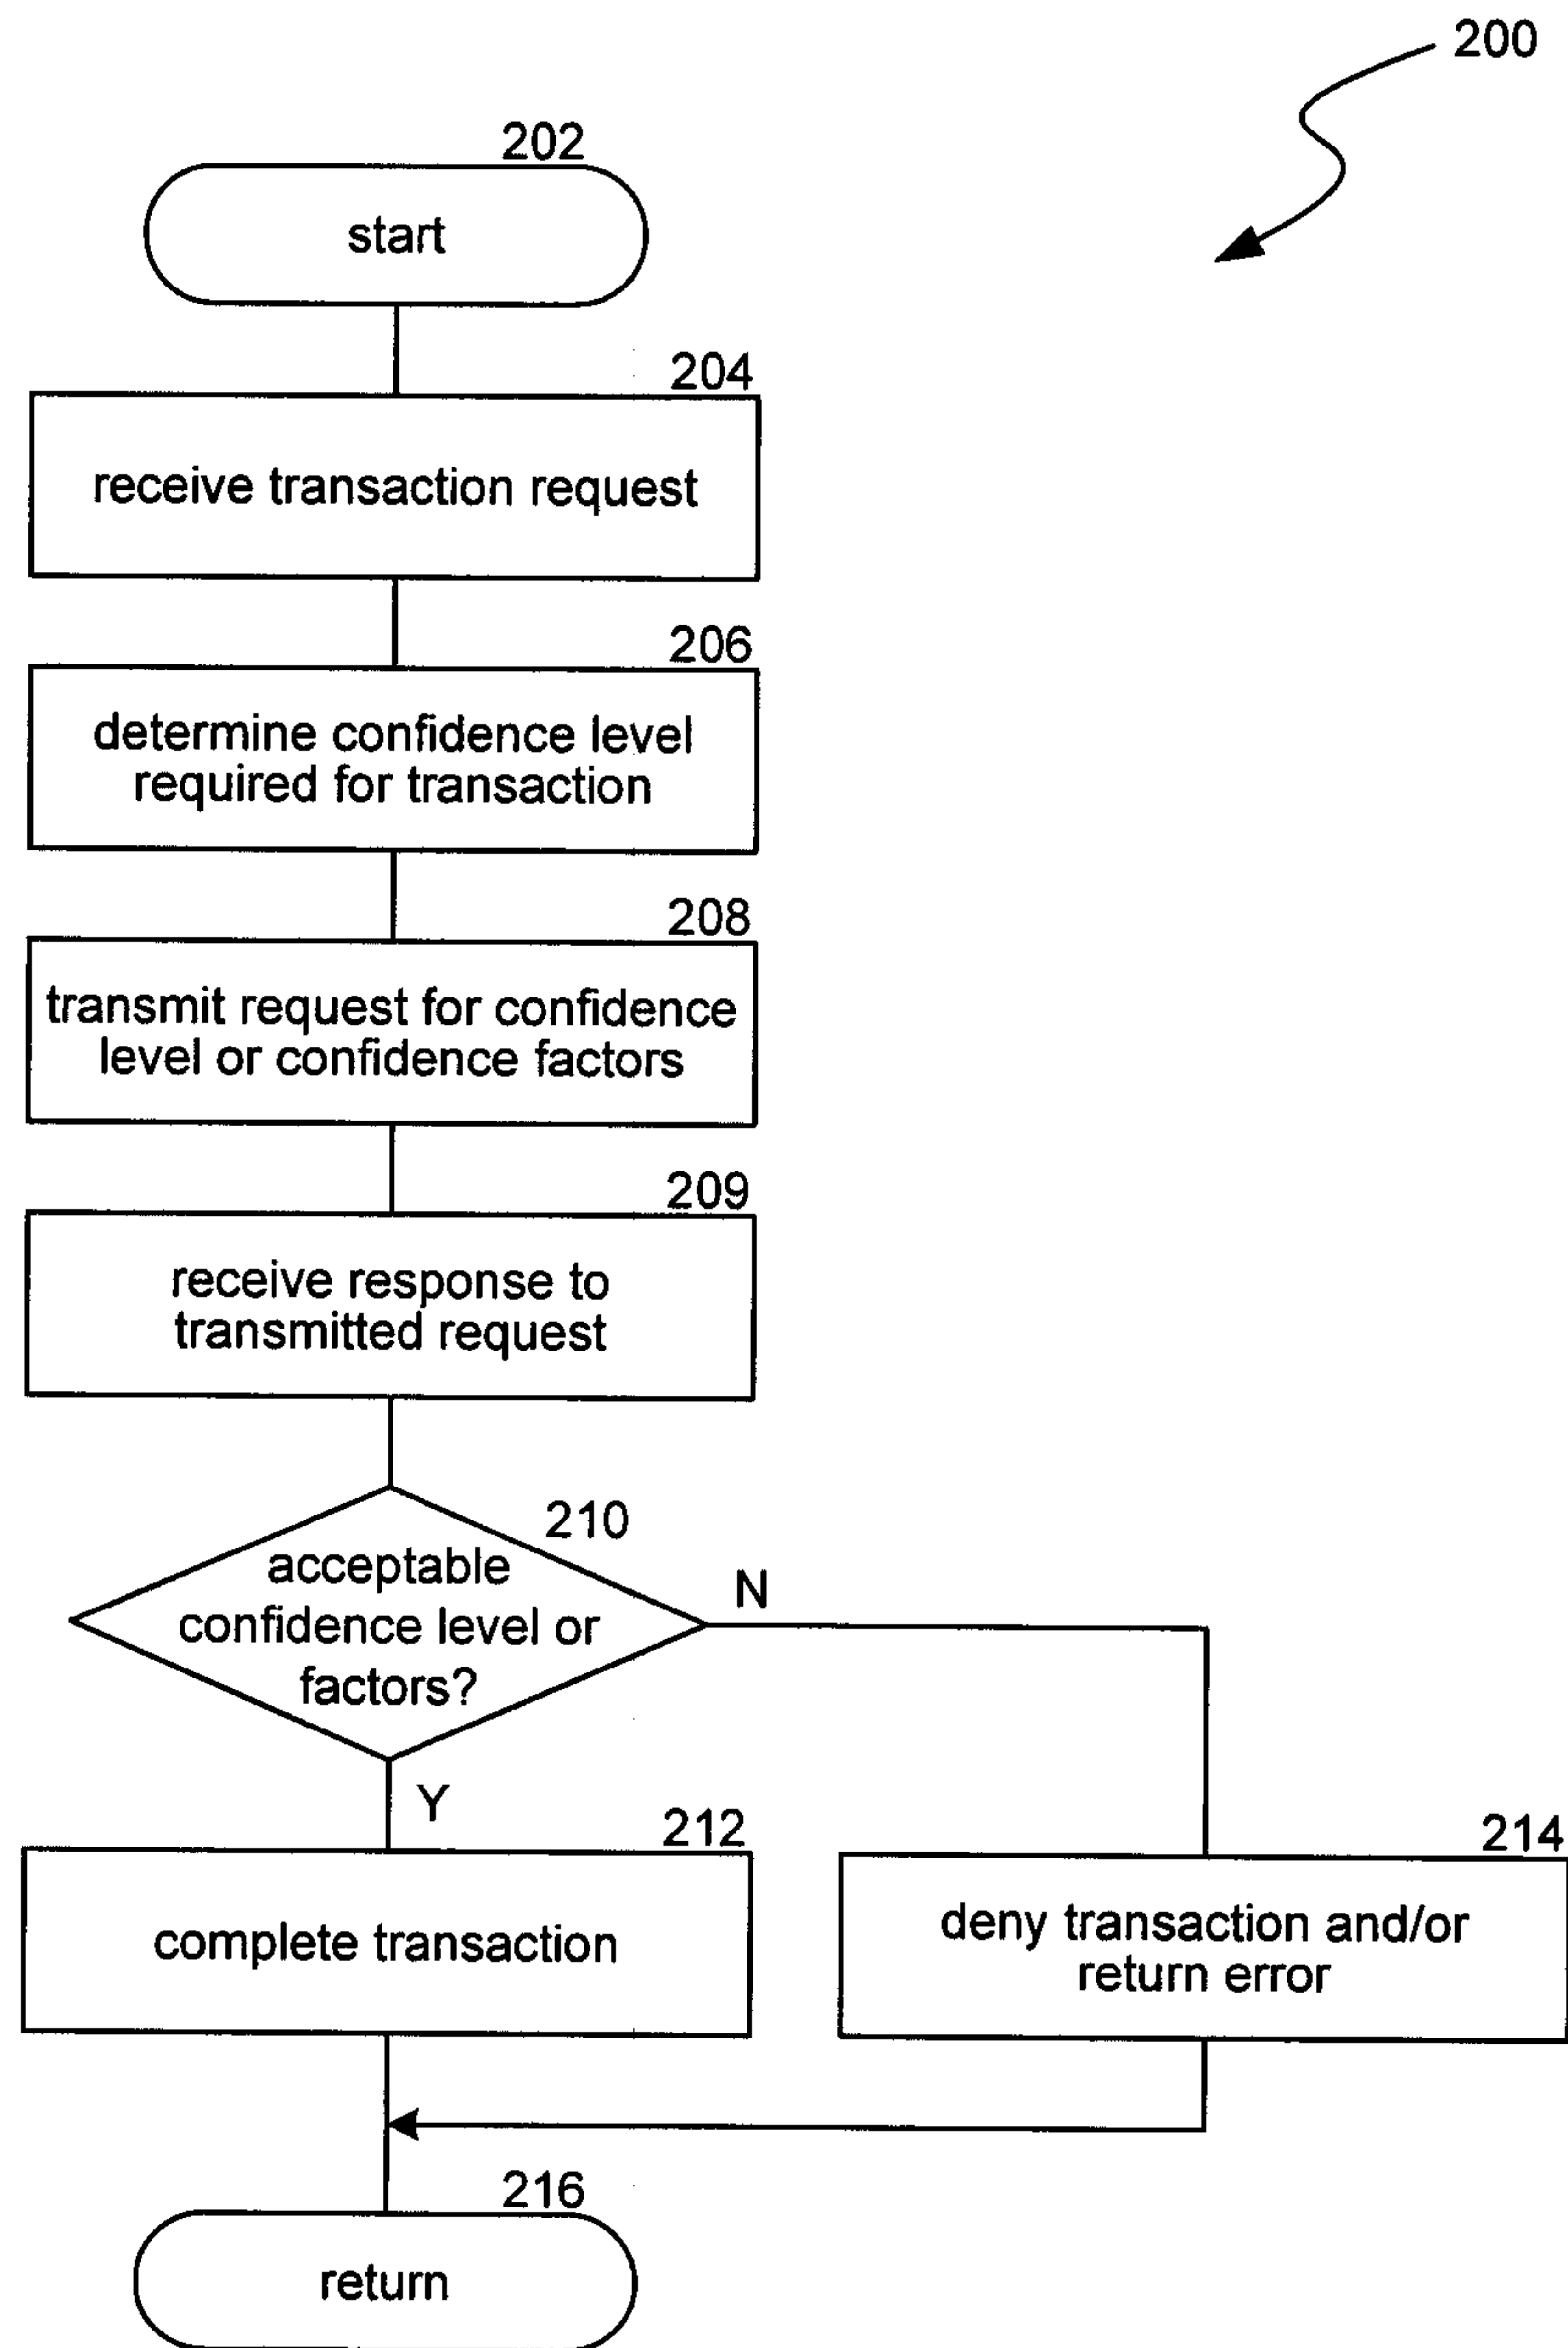 200
202
start
204
receive transaction request
206
determine confidence level
required for transaction
208
transmit request for confidence
level or confidence factors
209
receive response to
transmitted request
210
acceptable
confidence level or
factors?
N
Y
212
complete transaction
214
deny transaction and/or
return error
216
return